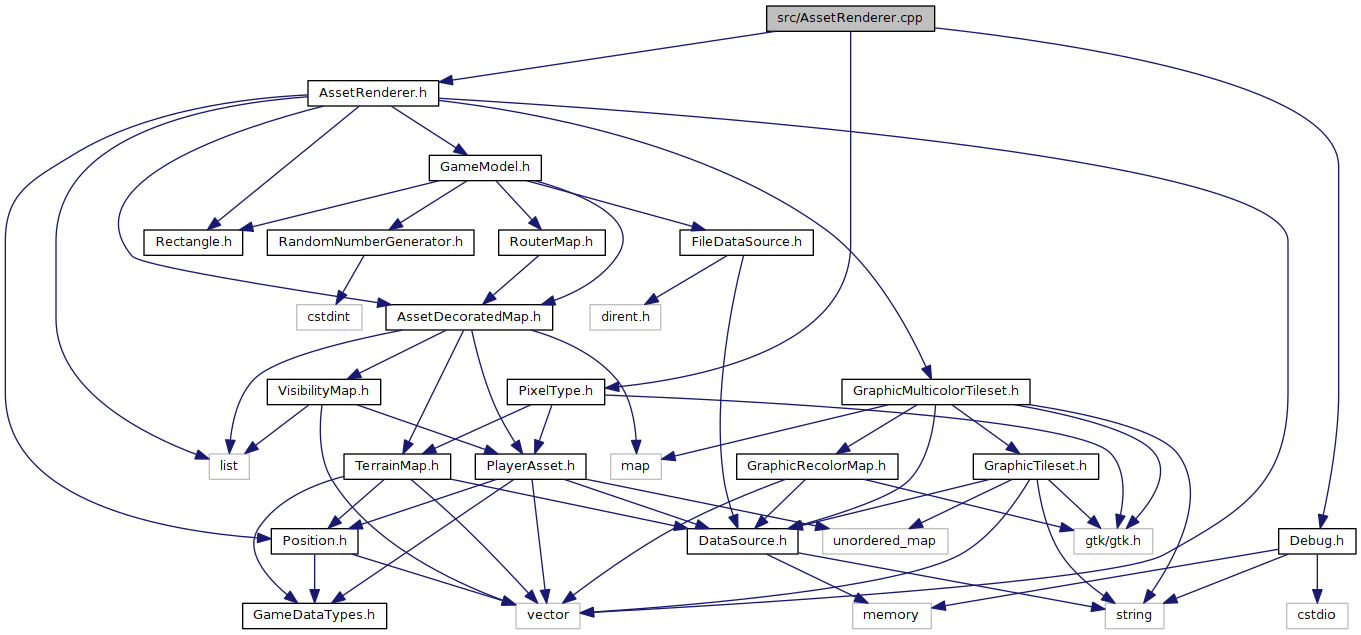 src/AssetRenderer.cpp
AssetRenderer.h
GameModel.h
Rectangle.h
RandomNumberGenerator.h
RouterMap.h
FileDataSource.h
cstdint
AssetDecoratedMap.h
dirent.h
VisibilityMap.h
PixelType.h
GraphicMulticolorTileset.h
list
TerrainMap.h
PlayerAsset.h
map
GraphicRecolorMap.h
GraphicTileset.h
Position.h
DataSource.h
unordered_map
gtk/gtk.h
Debug.h
GameDataTypes.h
vector
memory
string
cstdio